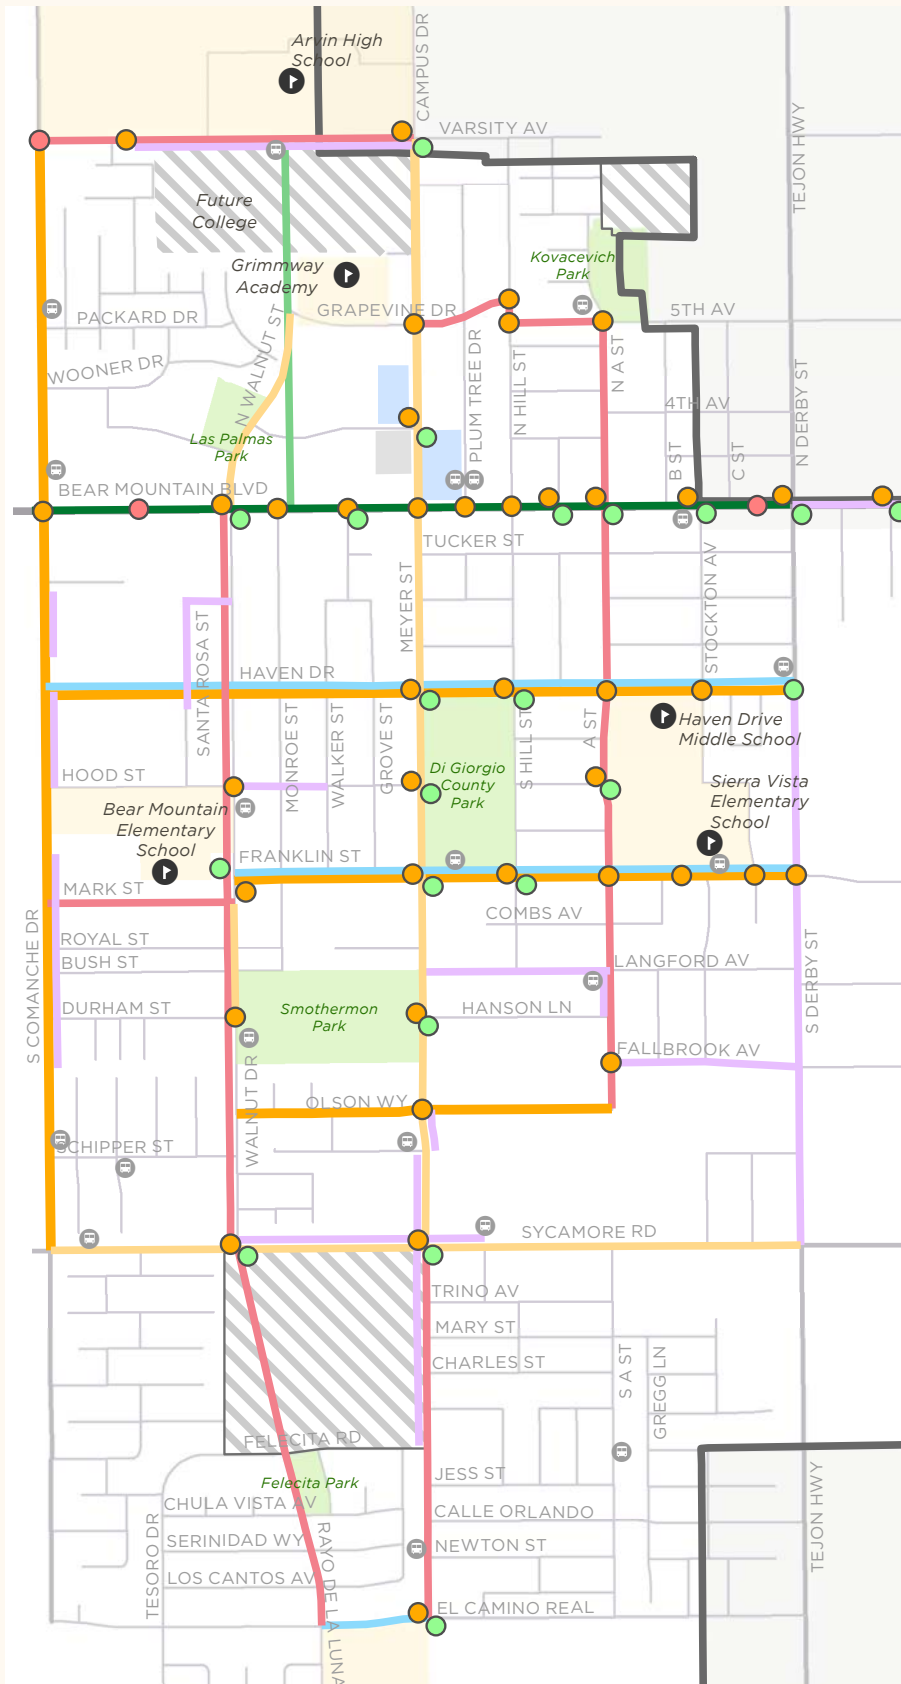 Arvin High
School
CAMPUS DR
VARSITY AV
TEJON HWY
Future
College
Kovacevich
Park
Grimmway
Academy
GRAPEVINE DR
PACKARD DR
5TH AV
N WALNUT ST
PLUM TREE DR
N HILL ST
N A ST
WOONER DR
N DERBY ST
4TH AV
Las Palmas
Park
B ST
C ST
BEAR MOUNTAIN BLVD
TUCKER ST
MEYER ST
STOCKTON AV
SANTA ROSA ST
HAVEN DR
MONROE ST
WALKER ST
GROVE ST
S HILL ST
A ST
Haven Drive
Middle School
HOOD ST
Di Giorgio
County
Park
Sierra Vista
Elementary
School
Bear Mountain
Elementary
School
FRANKLIN ST
MARK ST
COMBS AV
S COMANCHE DR
ROYAL ST
BUSH ST
LANGFORD AV
S DERBY ST
DURHAM ST
Smothermon
Park
HANSON LN
FALLBROOK AV
WALNUT DR
OLSON WY
SCHIPPER ST
SYCAMORE RD
TRINO AV
MARY ST
CHARLES ST
S A ST
GREGG LN
FELECITA RD
Felecita Park
JESS ST
TEJON HWY
CHULA VISTA AV
CALLE ORLANDO
TESORO DR
SERINIDAD WY
NEWTON ST
LOS CANTOS AV
RAYO DE LA LUNA
EL CAMINO REAL